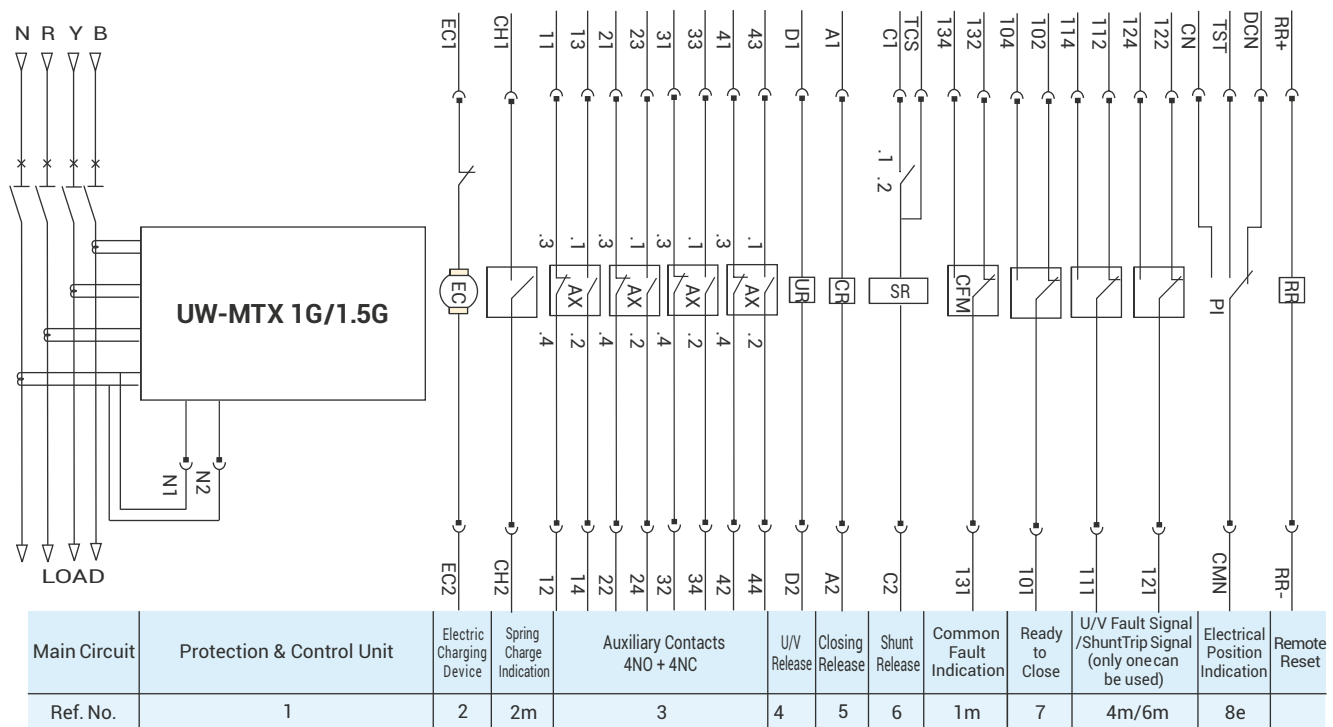 N R Y B
EC1
CH1
11
13
21
23
31
33
41
43
D1
A1
C1
TCS
134
132
104
102
114
112
124
122
CN
TST
DCN
RR+
.1
.2
UW-MTX 1G/1.5G
.3
.1
.3
.1
.3
.1
.3
.1
EC
AX
AX
AX
AX
UR
CR
SR
CFM
PI
RR
.4
.2
.4
.2
.4
.2
.4
.2
N1
N2
LOAD
EC2
CH2
12
14
22
24
32
34
42
44
D2
A2
C2
131
101
111
121
CMN
RR-
Main Circuit
Protection & Control Unit
Electric
Charging
Device
Spring
Charge
Indication
Auxiliary Contacts
4NO + 4NC
U/V
Release
Closing
Release
Shunt
Release
Common
Fault
Indication
Ready
to
Close
U/V Fault Signal
/ShuntTrip Signal
(only one can
be used)
Electrical
Position
Indication
Remote
Reset
Ref. No.
1
2
2m
3
4
5
6
1m
7
4m/6m
8e